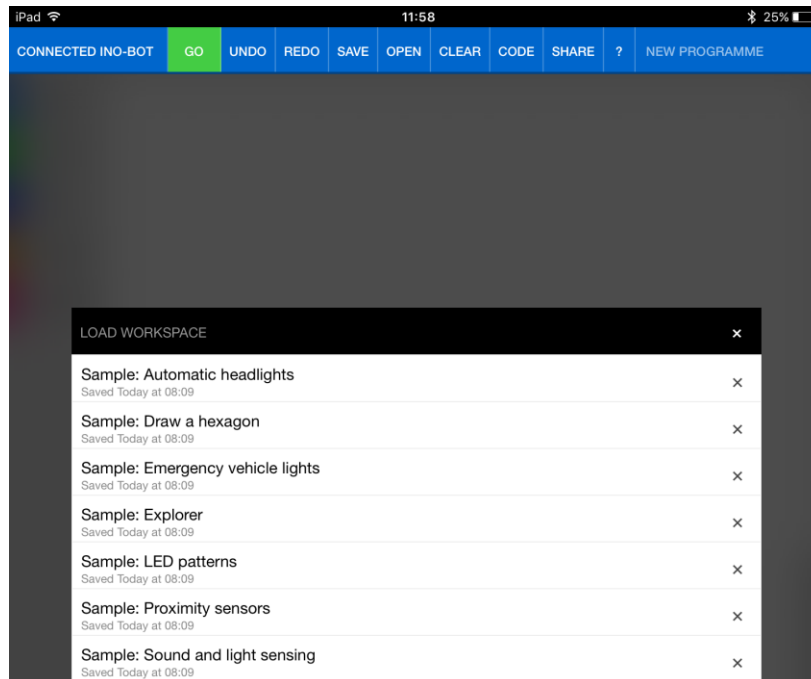 iPad 11:58 25%
CONNECTED INO-BOT GO UNDO REDO SAVE OPEN CLEAR CODE SHARE ? NEW PROGRAMME
LOAD WORKSPACE ×
Sample: Automatic headlights ×
Saved Today at 08:09
Sample: Draw a hexagon ×
Saved Today at 08:09
Sample: Emergency vehicle lights ×
Saved Today at 08:09
Sample: Explorer ×
Saved Today at 08:09
Sample: LED patterns ×
Saved Today at 08:09
Sample: Proximity sensors ×
Saved Today at 08:09
Sample: Sound and light sensing ×
Saved Today at 08:09